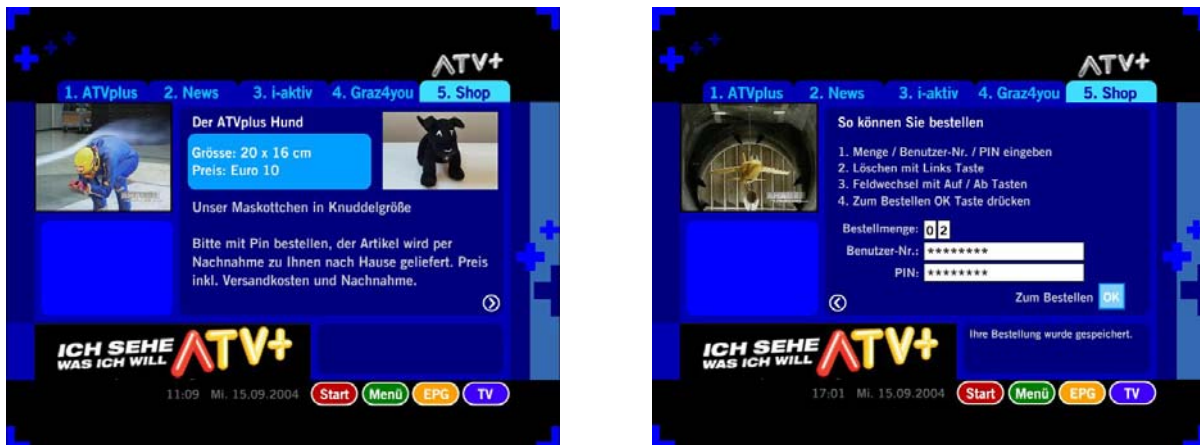 ATV+
1. ATVplus 2. News 3. i-aktiv 4. Graz4you 5. Shop
Der ATVplus Hund
Grösse: 20 x 16 cm
Preis: Euro 10
Unser Maskottchen in Knuddelgröße
Bitte mit Pin bestellen, der Artikel wird per
Nachnahme zu Ihnen nach Hause geliefert. Preis
inkl. Versandkosten und Nachnahme.
ICH SEHE
WAS ICH WILL
ATV+
11:09 Mi. 15.09.2004 Start Menü EPG TV
ATV+
1. ATVplus 2. News 3. i-aktiv 4. Graz4you 5. Shop
So können Sie bestellen
1. Menge / Benutzer-Nr. / PIN eingeben
2. Löschen mit Links Taste
3. Feldwechsel mit Auf / Ab Tasten
4. Zum Bestellen OK Taste drücken
Bestellmenge: 02
Benutzer-Nr.: ********
PIN: ********
Zum Bestellen OK
ICH SEHE
WAS ICH WILL
ATV+
Ihre Bestellung wurde gespeichert.
17:01 Mi. 15.09.2004 Start Menü EPG TV